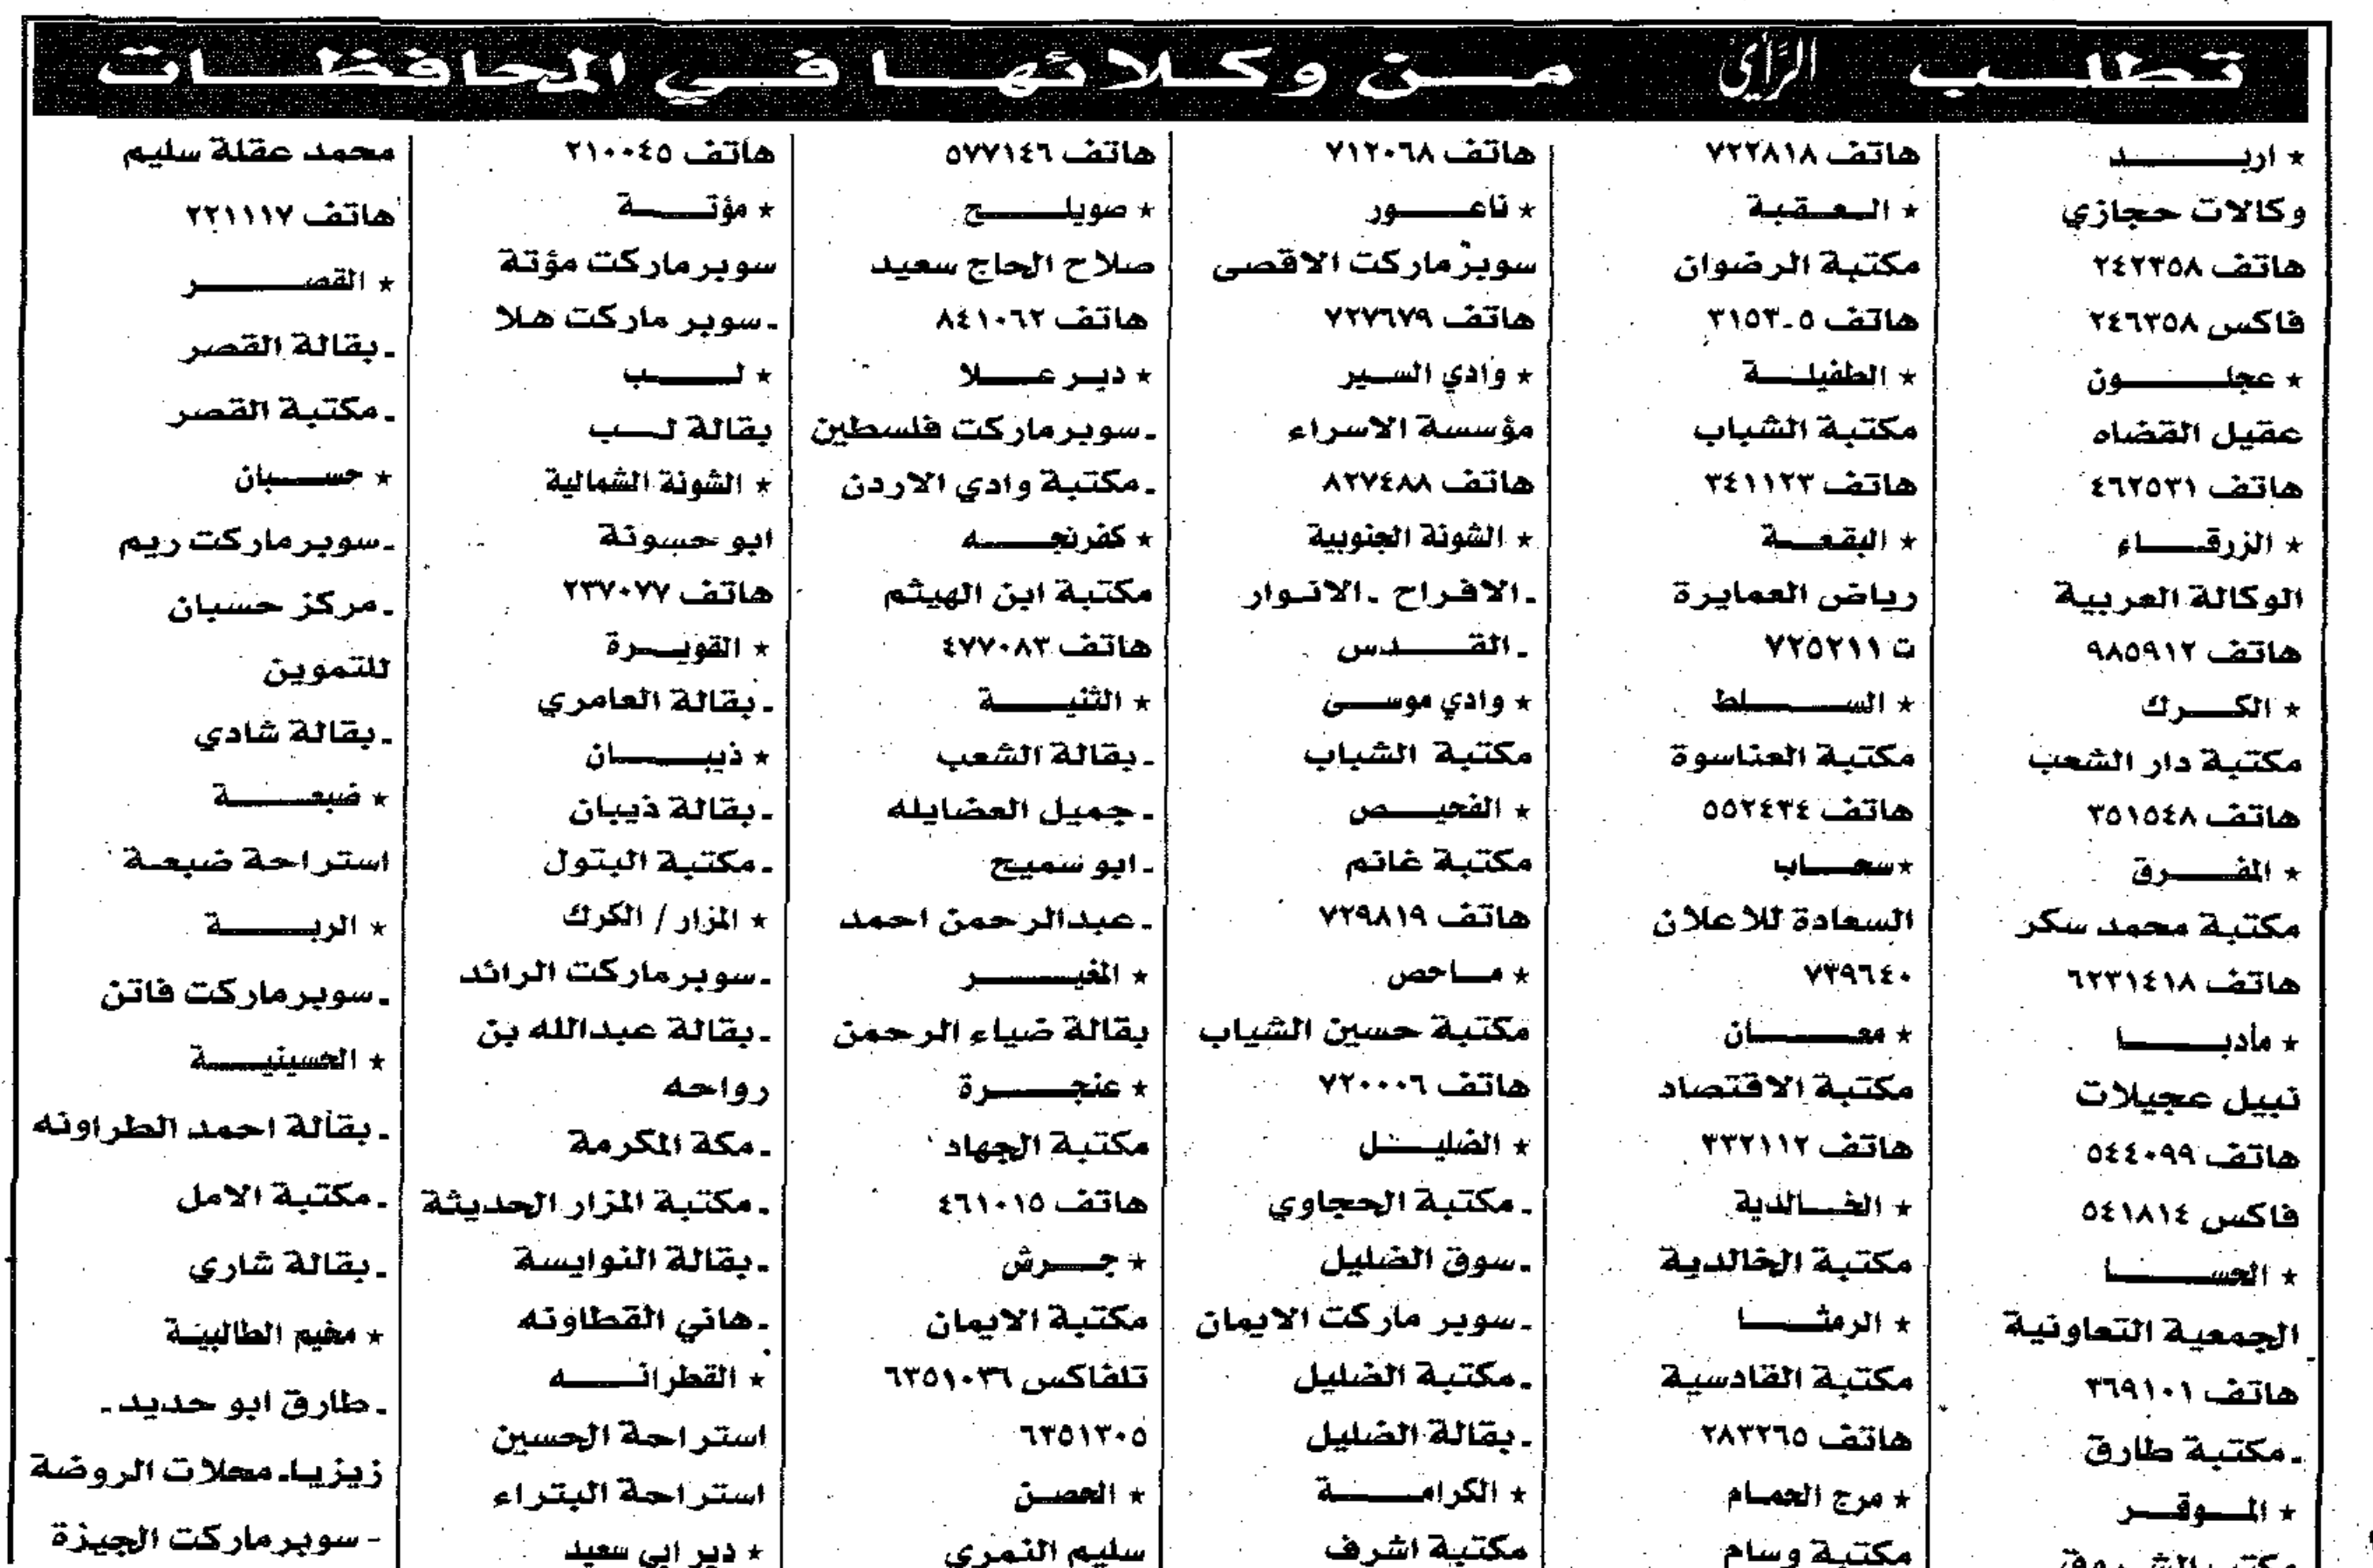 تطلب الرأي من وكلائها في المحافظات
* اربد
وكالات حجازي
هاتف ٢٤٢٣٥٨
فاكس ٢٤٦٣٥٨
* عجلون
عقيل القضاه
هاتف ٤٦٢٥٣١
* الزرقاء
الوكالة العربية
هاتف ٩٨٥٩١٢
* الكرك
مكتبة دار الشعب
هاتف ٣٥١٥٤٨
* المفرق
مكتبة محمد سكر
هاتف ٦٢٣١٤١٨
* مأدبا
نبيل عجيلات
هاتف ٥٤٤٠٩٩
فاكس ٥٤١٨١٤
* الحسا
الجمعية التعاونية
هاتف ٣٦٩١٠١
ـ مكتبة طارق
* الموقر
هاتف ٧٢٢٨١٨
* العقبة
مكتبة الرضوان
هاتف ٥ـ٣١٥٣
* الطفيلة
مكتبة الشباب
هاتف ٣٤١١٢٣
* البقعة
رياض العمايرة
ت ٧٢٥٢١١
* السلط
مكتبة العناسوة
هاتف ٥٥٢٤٣٤
* سحاب
السعادة للاعلان
٧٣٩٦٤٠
* معان
مكتبة الاقتصاد
هاتف ٣٣٢١١٢
* الخالدية
مكتبة الخالدية
* الرمثا
مكتبة القادسية
هاتف ٢٨٣٢٦٥
* مرج الحمام
مكتبة وسام
هاتف ٧١٢٠٦٨
* ناعور
سوبرماركت الاقصى
هاتف ٧٢٧٦٧٩
* وادي السير
مؤسسة الاسراء
هاتف ٨٢٧٤٨٨
* الشونة الجنوبية
ـ الافراح ـ الانوار
ـ القدس
* وادي موسى
مكتبة الشباب
* الفحيص
مكتبة غانم
هاتف ٧٢٩٨١٩
* ماحص
مكتبة حسين الشياب
هاتف ٧٢٠٠٠٦
* الضليل
ـ مكتبة الحجاوي
ـ سوق الضليل
ـ سوبر ماركت الايمان
ـ مكتبة الضليل
ـ بقالة الضليل
* الكرامة
مكتبة اشرف
هاتف ٥٧٧١٤٦
* صويلح
صلاح الحاج سعيد
هاتف ٨٤١٠٦٢
* دير علا
ـ سوبرماركت فلسطين
ـ مكتبة وادي الاردن
* كفرنجه
مكتبة ابن الهيثم
هاتف ٤٧٧٠٨٣
* الثنية
ـ بقالة الشعب
ـ جميل العضايله
ـ ابو سميح
ـ عبدالرحمن احمد
* المغير
بقالة ضياء الرحمن
* عنجرة
مكتبة الجهاد
هاتف ٤٦١٠١٥
* جرش
مكتبة الايمان
تلفاكس ٦٣٥١٠٣٦
٦٣٥١٣٠٥
* الحصن
سليم النمري
هاتف ٢١٠٠٤٥
* مؤتة
سوبرماركت مؤتة
ـ سوبر ماركت هلا
* لب
بقالة لب
* الشونة الشمالية
ابو حسونة
هاتف ٢٣٧٠٧٧
* القويرة
ـ بقالة العامري
* ذيبان
ـ بقالة ذيبان
ـ مكتبة البتول
* المزار / الكرك
ـ سوبرماركت الرائد
ـ بقالة عبدالله بن
رواحه
ـ مكة المكرمة
ـ مكتبة المزار الحديثة
ـ بقالة النوايسة
ـ هاني القطاونه
* القطرانه
استراحة الحسين
استراحة البتراء
* دير ابي سعيد
محمد عقلة سليم
هاتف ٢٢١١١٧
* القصر
ـ بقالة القصر
ـ مكتبة القصر
* حسبان
ـ سوبرماركت ريم
ـ مركز حسبان
للتموين
ـ بقالة شادي
* ضبعة
استراحة ضبعة
* الربة
ـ سوبرماركت فاتن
* الحسينية
ـ بقالة احمد الطراونه
ـ مكتبة الامل
ـ بقالة شاري
* مخيم الطالبية
ـ طارق ابو حديد ـ
زيزيا ـ محلات الروضة
- سوبرماركت الجيزة